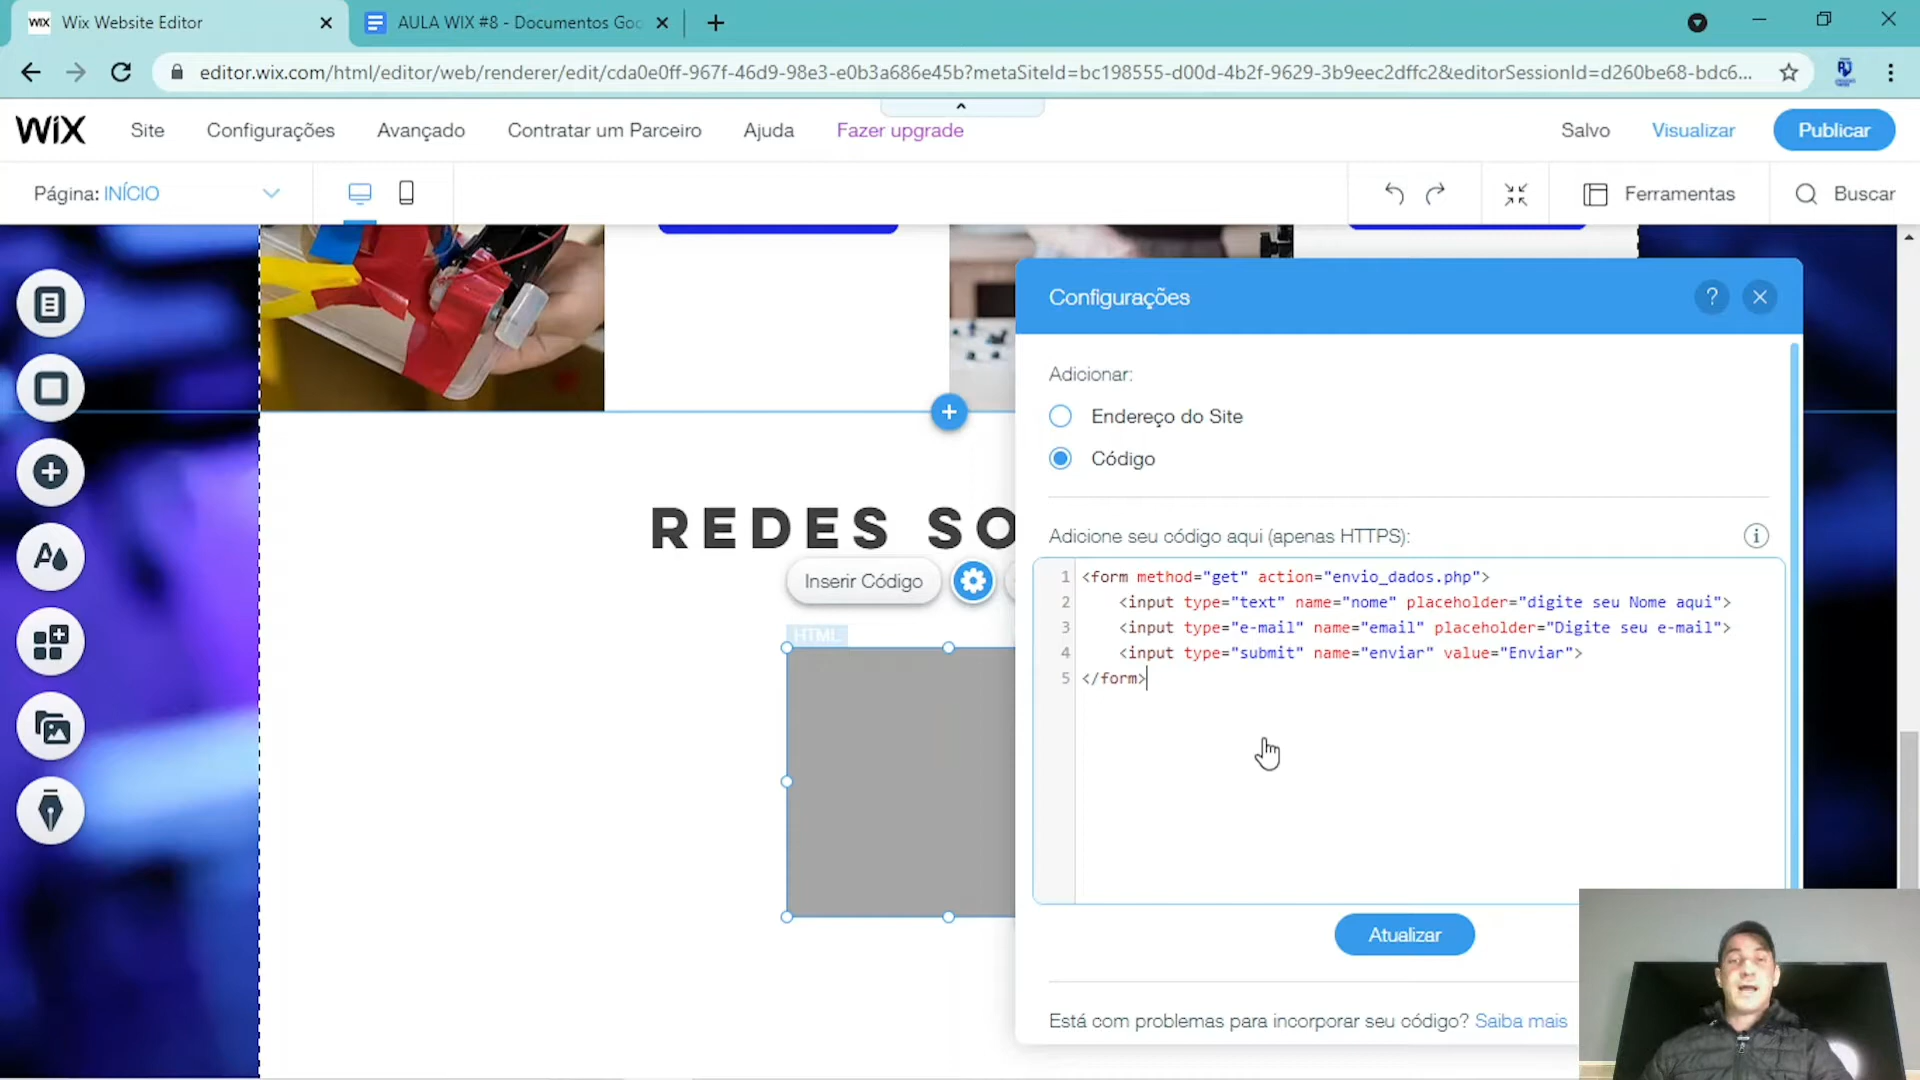 WIX Wix Website Editor
AULA WIX #8 - Documentos Goo
editor.wix.com/html/editor/web/renderer/edit/cda0e0ff-967f-46d9-98e3-e0b3a686e45b?metaSiteId=bc198555-d00d-4b2f-9629-3b9eec2dffc2&editorSessionId=d260be68-bdc6...
WiX Site Configurações Avançado Contratar um Parceiro Ajuda Fazer upgrade Salvo Visualizar Publicar
Página: INÍCIO Ferramentas Buscar
Configurações ?
Adicionar:
Endereço do Site
Código
REDES SO
Adicione seu código aqui (apenas HTTPS):
Inserir Código
HTML
1 <form method="get" action="envio_dados.php">
2 <input type="text" name="nome" placeholder="digite seu Nome aqui">
3 <input type="e-mail" name="email" placeholder="Digite seu e-mail">
4 <input type="submit" name="enviar" value="Enviar">
5 </form>
Atualizar
Está com problemas para incorporar seu código? Saiba mais